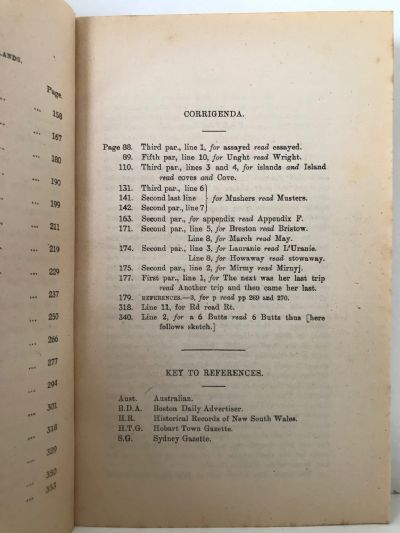 LANDS.
Page.
... 158
... 167
... 180
... 190
... 199
... 211
... 219
... 229
... 237
... 250
... 266
... 277
... 294
... 301
... 318
... 329
... 350
... 353
CORRIGENDA.
Page 88. Third par., line 1, for assayed read essayed.
89. Fifth par, line 10, for Unght read Wright.
110. Third par., lines 3 and 4, for islands and Island
read caves and Cove.
131. Third par., line 6
141. Second last line } for Mushers read Musters.
142. Second par., line 7
163. Second par., for appendix read Appendix F.
171. Second par., line 5, for Breston read Bristow.
Line 8, for March read May.
174. Second par., line 3, for Lauranie read L'Uranie.
Line 8, for Howaway read stowaway.
175. Second par., line 2, for Mirmy read Mirnyj.
177. First par., line 1, for The next was her last trip
read Another trip and then came her last.
179. REFERENCES.—3, for p read pp 269 and 270.
318. Line 11, for Rd read Rt.
340. Line 2, for a 6 Butts read 6 Butts thus [here
follows sketch.]
KEY TO REFERENCES.
Aust. Australian.
B.D.A. Boston Daily Advertiser.
H.R. Historical Records of New South Wales.
H.T.G. Hobart Town Gazette.
S.G. Sydney Gazette.